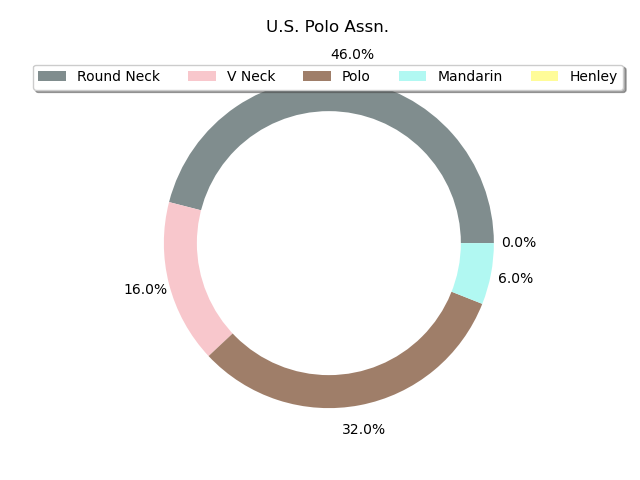 U.S. Polo Assn.
46.0%
Round Neck V Neck Polo Mandarin Henley
0.0%
6.0%
16.0%
32.0%